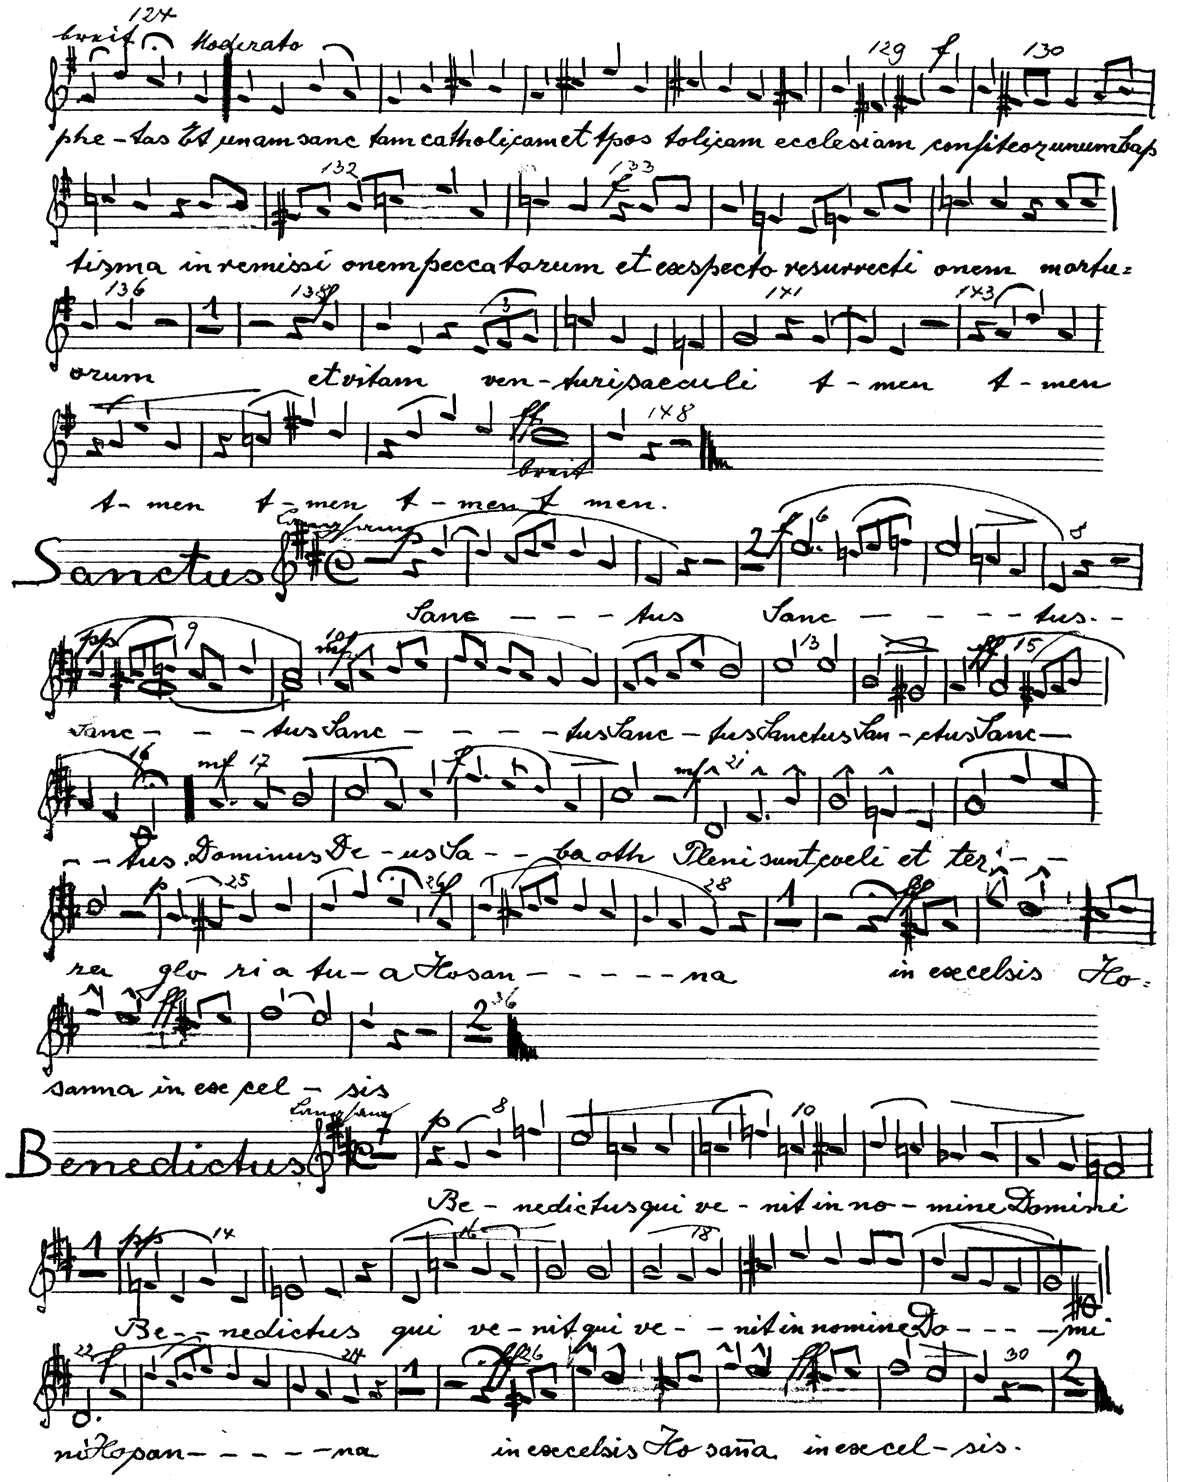 breit 124 Moderato 129 f 130
phe-tas Et unam sanc tam catholicam et Apos tolicam ecclesiam confiteor unum bap
132 f 133
tisma in remissi onem peccatorum et exspecto resurrecti onem mortu=
136 1 138 f 3 141 143
orum et vitam ven-turi saeculi A-men A-men
ff breit 148
A-men A-men A-men A men.
Sanctus Langsam p 2 f 6 8
Sanc - - - tus Sanc - - - - tus.--
pp 9 10 mf 13 ff 15
Sanc - - - tus Sanc - - - - tus Sanc - tus Sanctus San-ctus Sanc—
16 mf 17 f mf 21
- - tus Dominus De-us Sa-- ba oth Pleni sunt coeli et ter - -
p 25 26 f 28 1 ff
ra glo ri a tu-a Hosan - - - - - na in excelsis Ho-
ff 2 36
sanna in excel - sis
Benedictus Langsam 7 p 8 10
Be - nedictus qui ve - nit in no - mine Domini
1 pp 14 16 18
Be-- nedictus qui ve-nit qui ve - - nit in nomine Do - - - - mi
22 f 24 1 ff 26 ff 30 2
ni Hosan - - - - - na in excelsis Ho sanna in excel-sis.